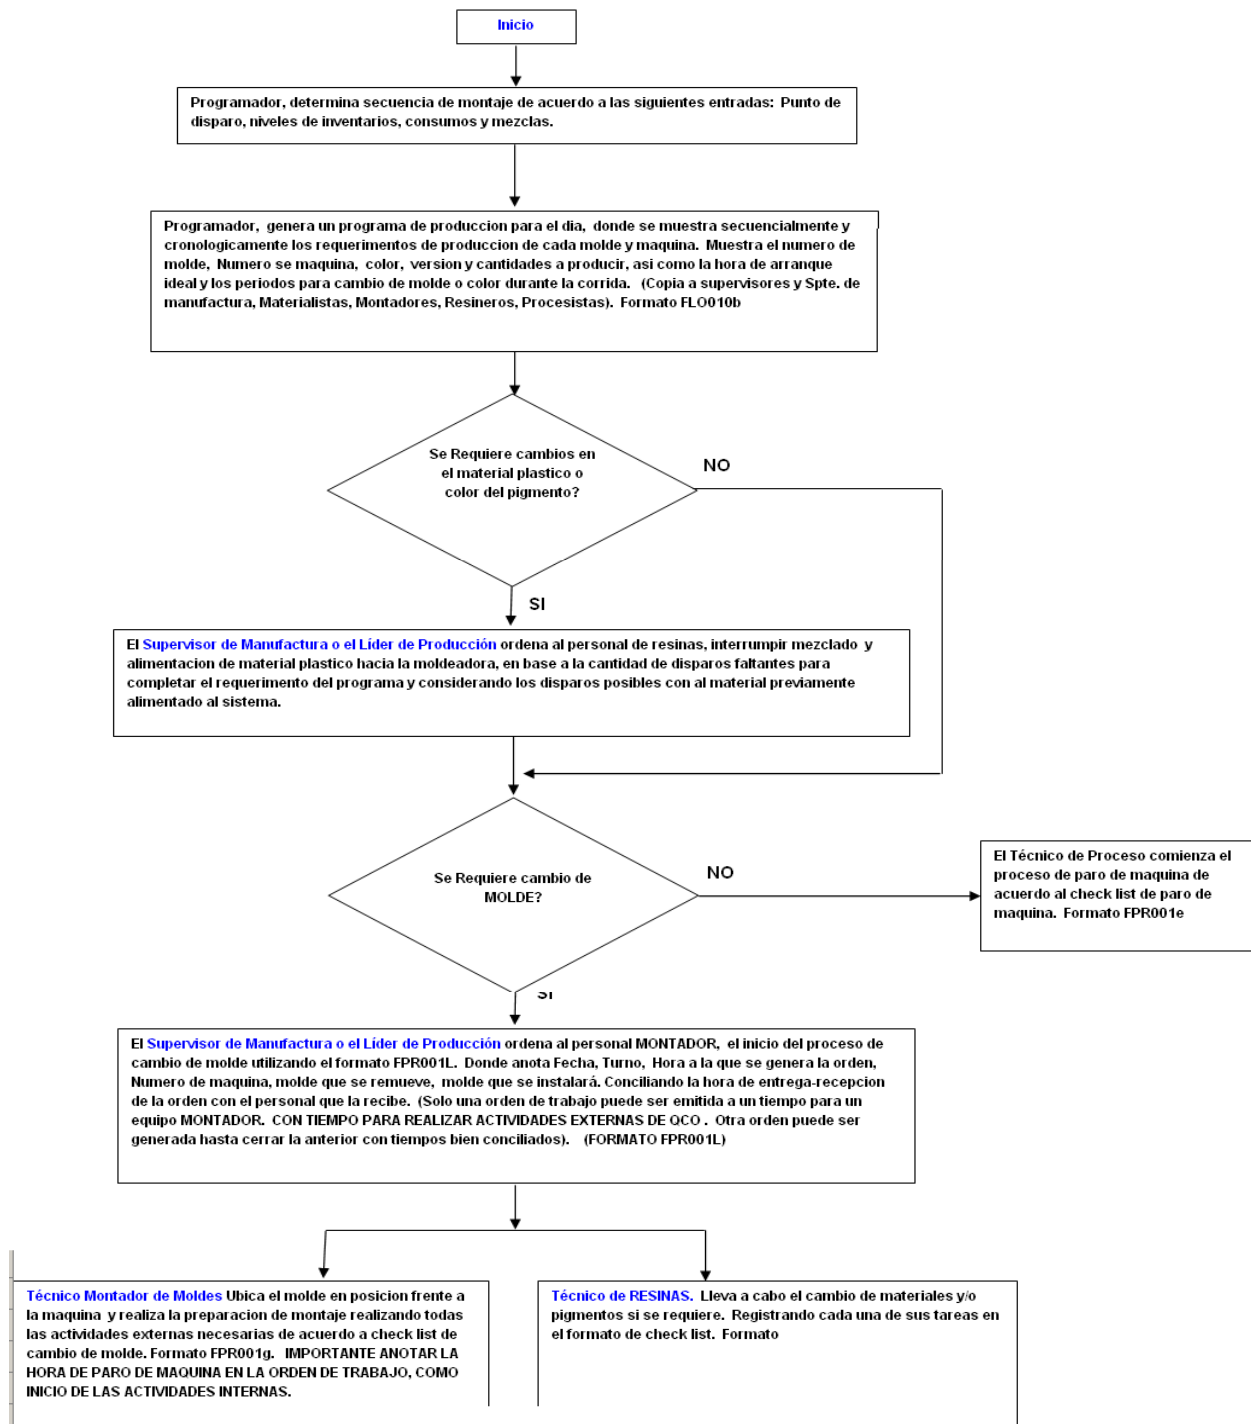 Inicio
Programador, determina secuencia de montaje de acuerdo a las siguientes entradas: Punto de
disparo, niveles de inventarios, consumos y mezclas.
Programador, genera un programa de produccion para el dia, donde se muestra secuencialmente y
cronologicamente los requerimentos de produccion de cada molde y maquina. Muestra el numero de
molde, Numero se maquina, color, version y cantidades a producir, asi como la hora de arranque
ideal y los periodos para cambio de molde o color durante la corrida. (Copia a supervisores y Spte. de
manufactura, Materialistas, Montadores, Resineros, Procesistas). Formato FLO010b
Se Requiere cambios en
el material plastico o
color del pigmento?
NO
SI
El Supervisor de Manufactura o el Líder de Producción ordena al personal de resinas, interrumpir mezclado y
alimentacion de material plastico hacia la moldeadora, en base a la cantidad de disparos faltantes para
completar el requerimento del programa y considerando los disparos posibles con al material previamente
alimentado al sistema.
Se Requiere cambio de
MOLDE?
NO
El Técnico de Proceso comienza el
proceso de paro de maquina de
acuerdo al check list de paro de
maquina. Formato FPR001e
SI
El Supervisor de Manufactura o el Líder de Producción ordena al personal MONTADOR, el inicio del proceso de
cambio de molde utilizando el formato FPR001L. Donde anota Fecha, Turno, Hora a la que se genera la orden,
Numero de maquina, molde que se remueve, molde que se instalará. Conciliando la hora de entrega-recepcion
de la orden con el personal que la recibe. (Solo una orden de trabajo puede ser emitida a un tiempo para un
equipo MONTADOR. CON TIEMPO PARA REALIZAR ACTIVIDADES EXTERNAS DE QCO . Otra orden puede ser
generada hasta cerrar la anterior con tiempos bien conciliados). (FORMATO FPR001L)
Técnico Montador de Moldes Ubica el molde en posicion frente a
la maquina y realiza la preparacion de montaje realizando todas
las actividades externas necesarias de acuerdo a check list de
cambio de molde. Formato FPR001g. IMPORTANTE ANOTAR LA
HORA DE PARO DE MAQUINA EN LA ORDEN DE TRABAJO, COMO
INICIO DE LAS ACTIVIDADES INTERNAS.
Técnico de RESINAS. Lleva a cabo el cambio de materiales y/o
pigmentos si se requiere. Registrando cada una de sus tareas en
el formato de check list. Formato